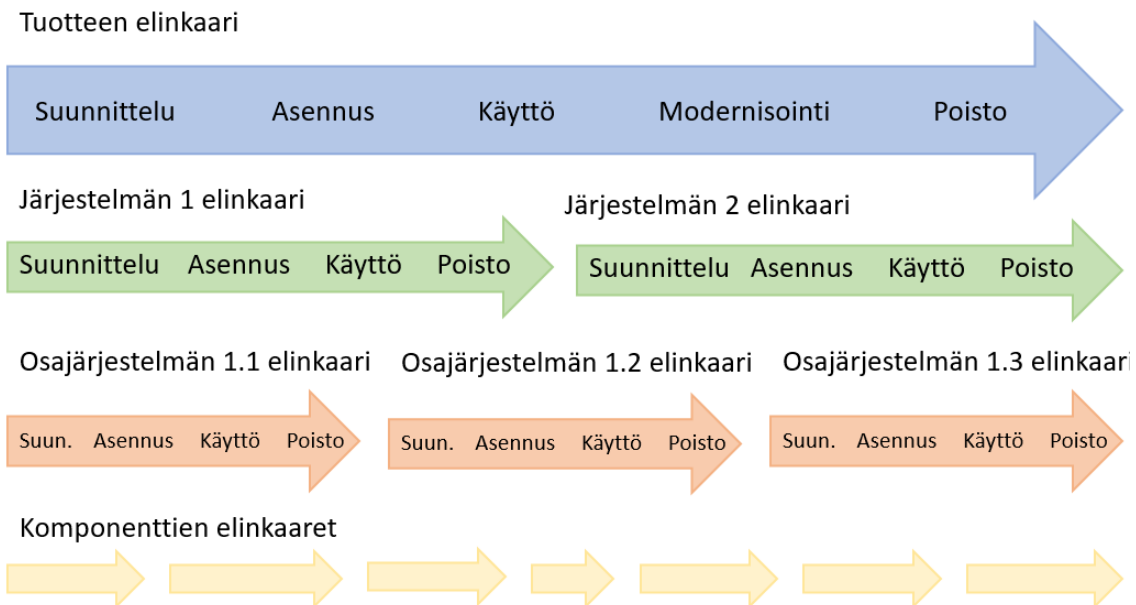 Tuotteen elinkaari
Suunnittelu Asennus Käyttö Modernisointi Poisto
Järjestelmän 1 elinkaari
Järjestelmän 2 elinkaari
Suunnittelu Asennus Käyttö Poisto
Suunnittelu Asennus Käyttö Poisto
Osajärjestelmän 1.1 elinkaari
Osajärjestelmän 1.2 elinkaari
Osajärjestelmän 1.3 elinkaari
Suun. Asennus Käyttö Poisto
Suun. Asennus Käyttö Poisto
Suun. Asennus Käyttö Poisto
Komponenttien elinkaaret